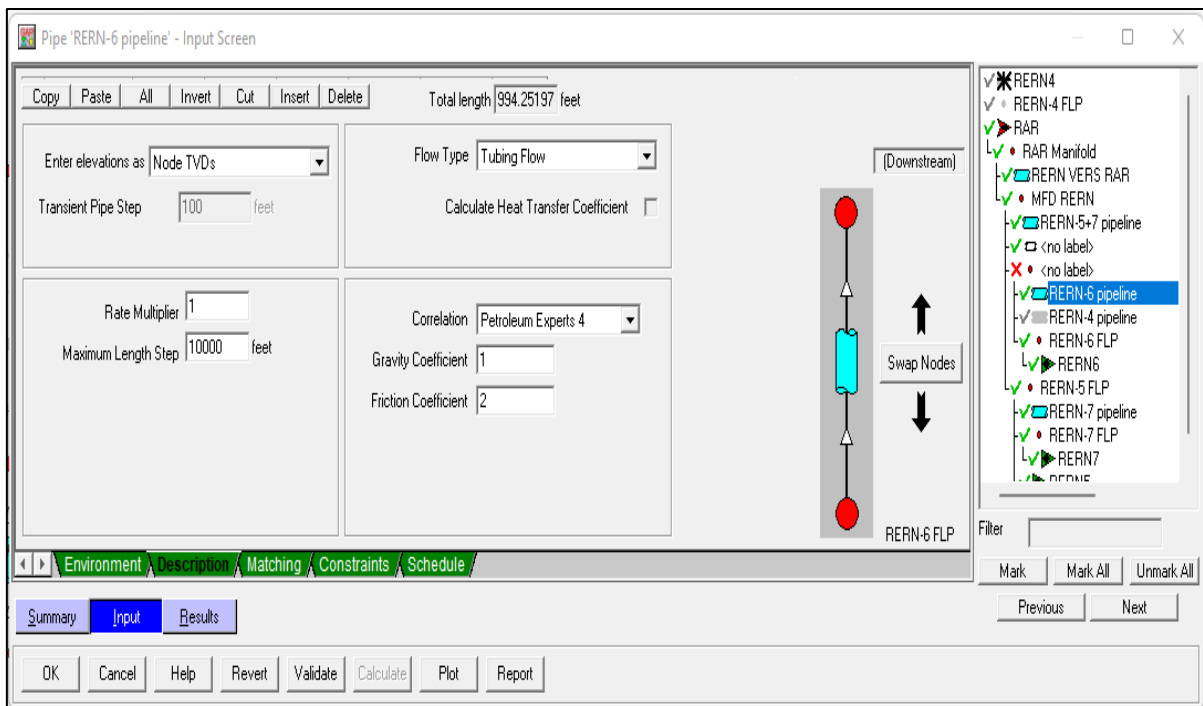 Pipe 'RERN-6 pipeline' - Input Screen
Copy Paste All Invert Cut Insert Delete
Total length 994.25197 feet
Enter elevations as Node TVDs
Transient Pipe Step 100 feet
Flow Type Tubing Flow
Calculate Heat Transfer Coefficient
Rate Multiplier 1
Maximum Length Step 10000 feet
Correlation Petroleum Experts 4
Gravity Coefficient 1
Friction Coefficient 2
(Downstream)
Swap Nodes
RERN-6 FLP
RERN4
RERN-4 FLP
RAR
RAR Manifold
RERN VERS RAR
MFD RERN
RERN-5+7 pipeline
<no label>
<no label>
RERN-6 pipeline
RERN-4 pipeline
RERN-6 FLP
RERN6
RERN-5 FLP
RERN-7 pipeline
RERN-7 FLP
RERN7
Filter
Mark Mark All Unmark All
Previous Next
Environment Description Matching Constraints Schedule
Summary Input Results
OK Cancel Help Revert Validate Calculate Plot Report